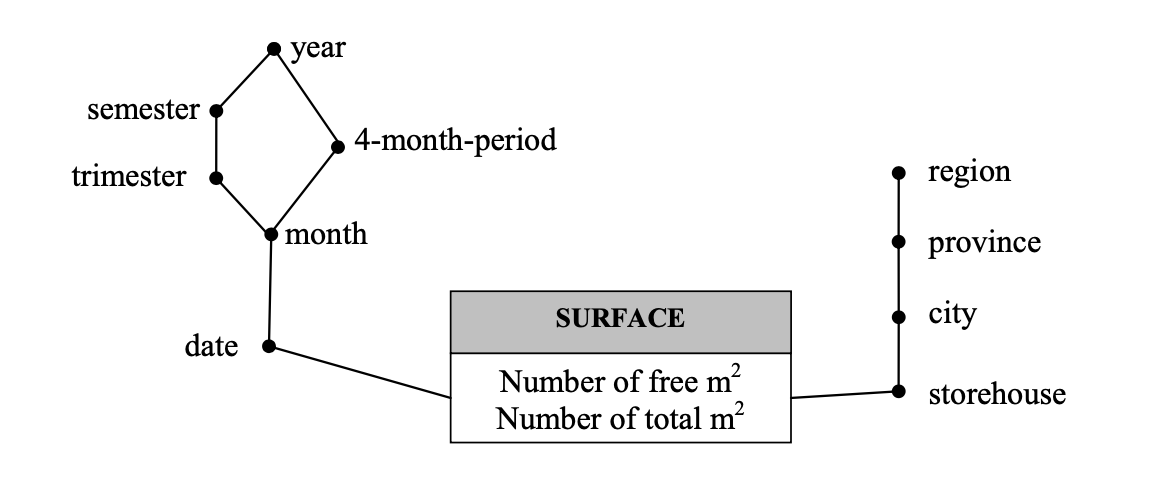 year
semester
4-month-period
trimester
month
date
SURFACE
Number of free m²
Number of total m²
region
province
city
storehouse